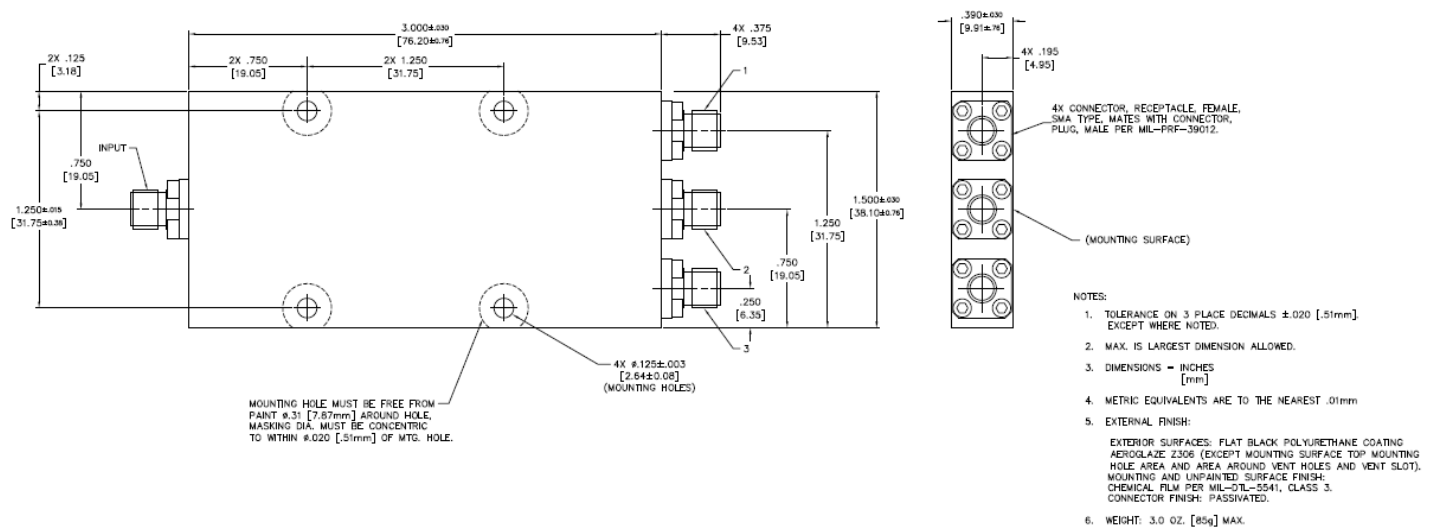 3.000±.030
[76.20±0.76]
4X .375
[9.53]
.390±.030
[9.91±.76]
2X .125
[3.18]
2X .750
[19.05]
2X 1.250
[31.75]
4X .195
[4.95]
1
4X CONNECTOR, RECEPTACLE, FEMALE,
SMA TYPE, MATES WITH CONNECTOR,
PLUG, MALE PER MIL-PRF-39012.
INPUT
.750
[19.05]
1.250±.015
[31.75±0.38]
1.500±.030
[38.10±0.76]
1.250
[31.75]
(MOUNTING SURFACE)
2
.750
[19.05]
.250
[6.35]
3
4X ø.125±.003
[2.64±0.08]
(MOUNTING HOLES)
MOUNTING HOLE MUST BE FREE FROM
PAINT ø.31 [7.87mm] AROUND HOLE,
MASKING DIA. MUST BE CONCENTRIC
TO WITHIN ø.020 [.51mm] OF MTG. HOLE.
NOTES:
1. TOLERANCE ON 3 PLACE DECIMALS ±.020 [.51mm].
EXCEPT WHERE NOTED.
2. MAX. IS LARGEST DIMENSION ALLOWED.
3. DIMENSIONS = INCHES
[mm]
4. METRIC EQUIVALENTS ARE TO THE NEAREST .01mm
5. EXTERNAL FINISH:
EXTERIOR SURFACES: FLAT BLACK POLYURETHANE COATING
AEROGLAZE Z306 (EXCEPT MOUNTING SURFACE TOP MOUNTING
HOLE AREA AND AREA AROUND VENT HOLES AND VENT SLOT).
MOUNTING AND UNPAINTED SURFACE FINISH:
CHEMICAL FILM PER MIL-DTL-5541, CLASS 3.
CONNECTOR FINISH: PASSIVATED.
6. WEIGHT: 3.0 OZ. [85g] MAX.